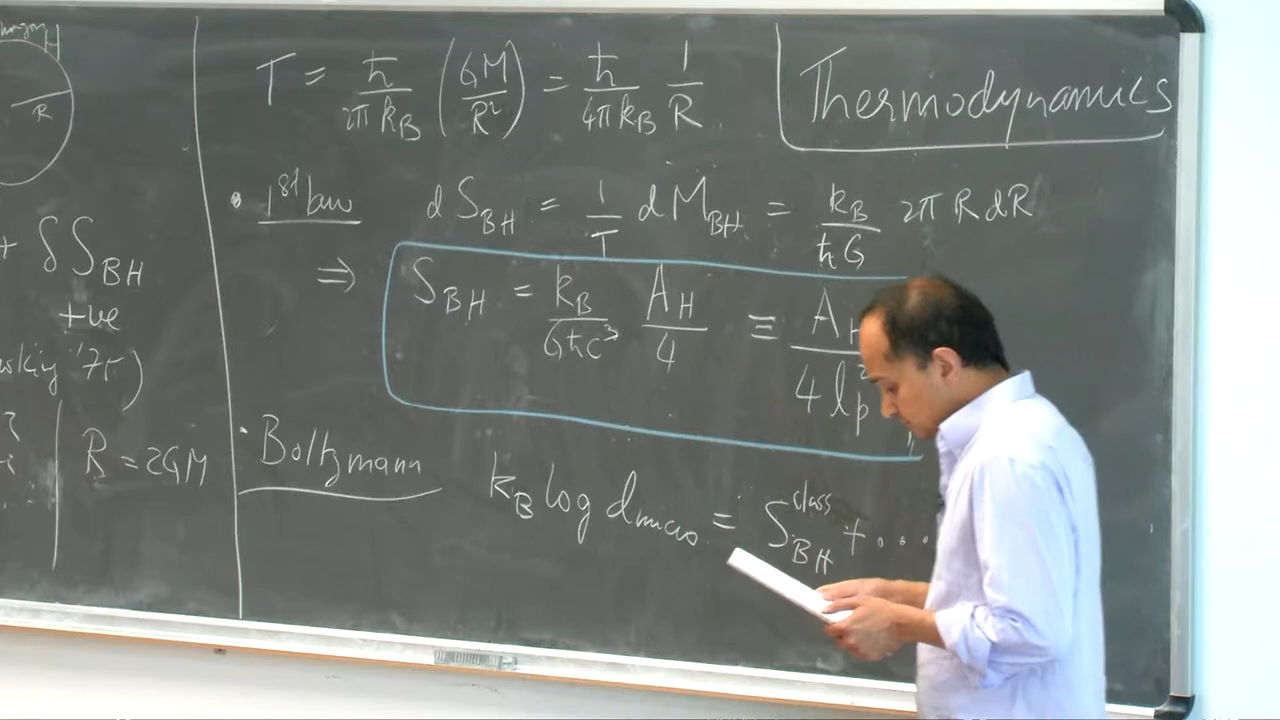 H
R
+ δS_BH
+ve
R = 2GM
T = ℏ/(2πk_B) (GM/R²) = ℏ/(4πk_B) 1/R
Thermodynamics
• 1st law dS_BH = 1/T dM_BH = k_B/(ℏG) 2πR dR
⇒ S_BH = k_B/(Gℏc³) A_H/4 ≡ A_H/(4 l_p²)
• Boltzmann k_B log d_micro = S_BH^class + ...